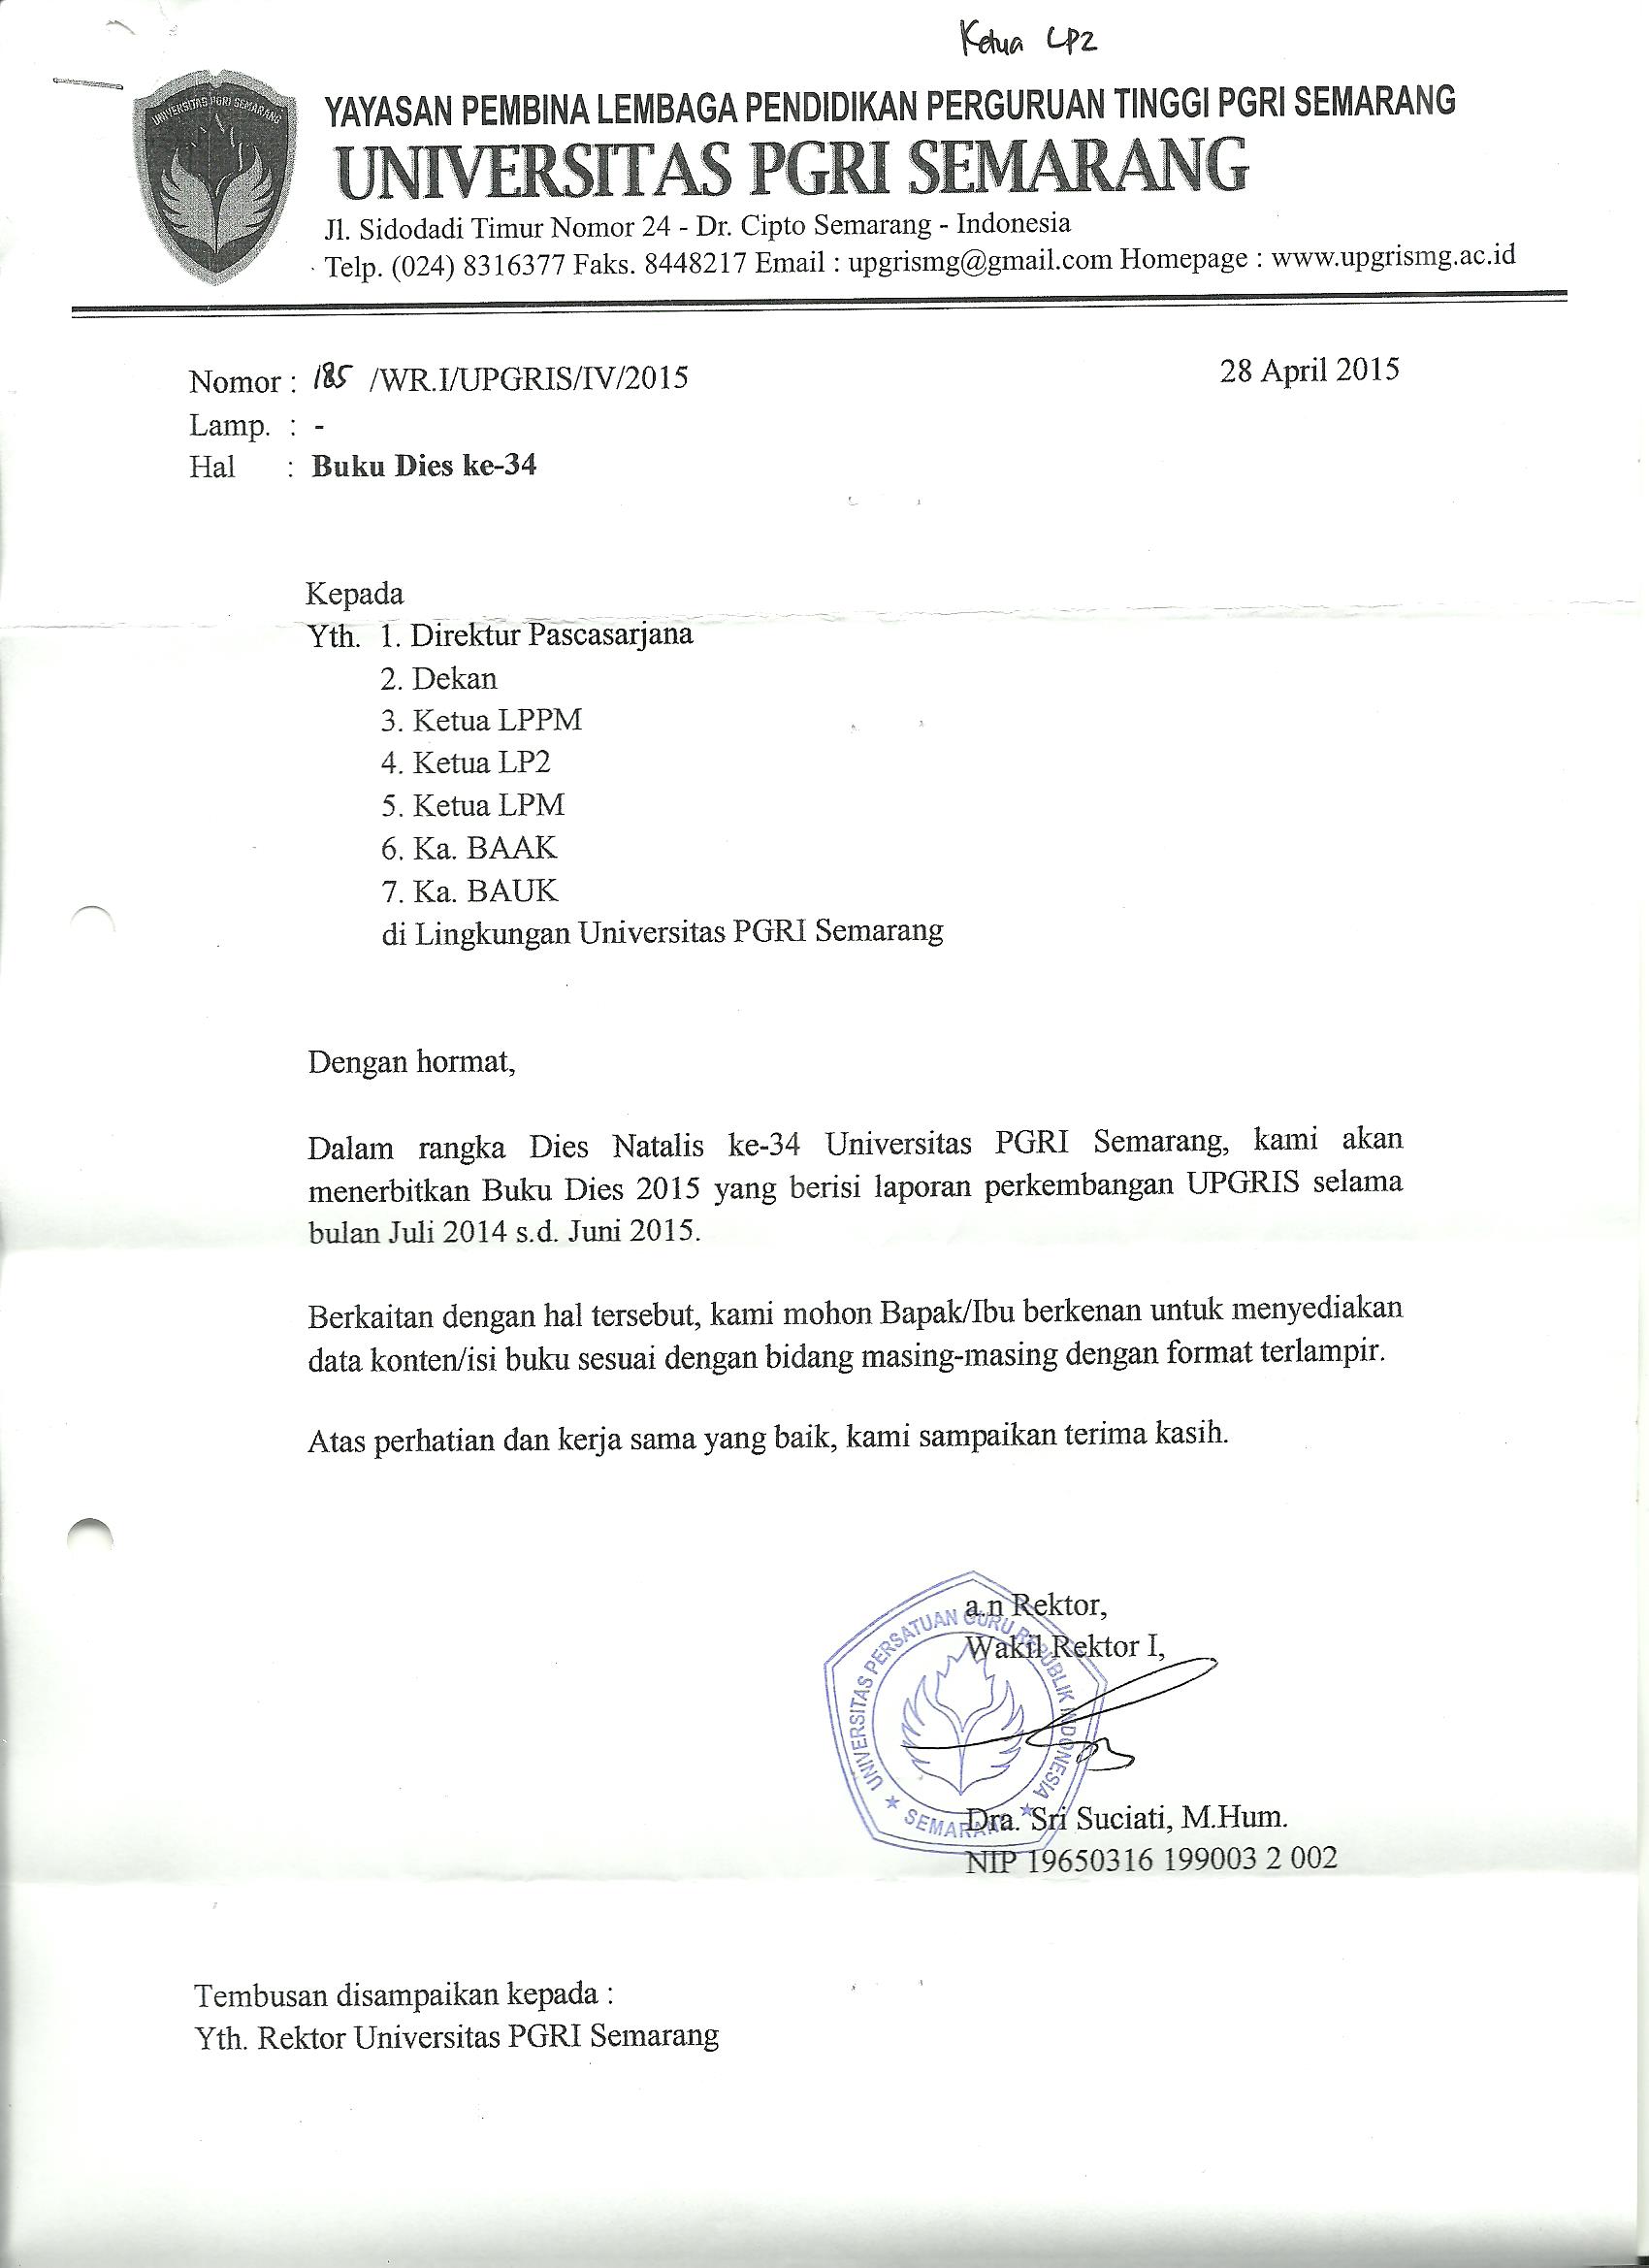 Ketua LP2
UNIVERSITAS PGRI SEMARANG
YAYASAN PEMBINA LEMBAGA PENDIDIKAN PERGURUAN TINGGI PGRI SEMARANG
UNIVERSITAS PGRI SEMARANG
Jl. Sidodadi Timur Nomor 24 - Dr. Cipto Semarang - Indonesia
Telp. (024) 8316377 Faks. 8448217 Email : upgrismg@gmail.com Homepage : www.upgrismg.ac.id
Nomor : 185 /WR.I/UPGRIS/IV/2015 28 April 2015
Lamp. : -
Hal : Buku Dies ke-34
Kepada
Yth. 1. Direktur Pascasarjana
2. Dekan
3. Ketua LPPM
4. Ketua LP2
5. Ketua LPM
6. Ka. BAAK
7. Ka. BAUK
di Lingkungan Universitas PGRI Semarang
Dengan hormat,
Dalam rangka Dies Natalis ke-34 Universitas PGRI Semarang, kami akan
menerbitkan Buku Dies 2015 yang berisi laporan perkembangan UPGRIS selama
bulan Juli 2014 s.d. Juni 2015.
Berkaitan dengan hal tersebut, kami mohon Bapak/Ibu berkenan untuk menyediakan
data konten/isi buku sesuai dengan bidang masing-masing dengan format terlampir.
Atas perhatian dan kerja sama yang baik, kami sampaikan terima kasih.
a.n Rektor,
Wakil Rektor I,
UNIVERSITAS PERSATUAN GURU REPUBLIK INDONESIA
SEMARANG
Dra. Sri Suciati, M.Hum.
NIP 19650316 199003 2 002
Tembusan disampaikan kepada :
Yth. Rektor Universitas PGRI Semarang